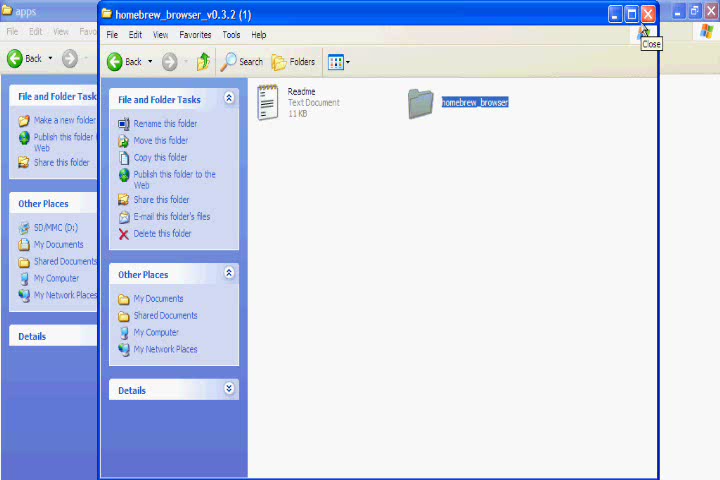 apps
File Edit View Favo
Back
File and Folder Task
Make a new folder
Publish this folder
Web
Share this folder
Other Places
SD/MMC (D:)
My Documents
Shared Documents
My Computer
My Network Places
Details
homebrew_browser_v0.3.2 (1)
File Edit View Favorites Tools Help
Close
Back Search Folders
File and Folder Tasks
Rename this folder
Move this folder
Copy this folder
Publish this folder to the
Web
Share this folder
E-mail this folder's files
Delete this folder
Other Places
My Documents
Shared Documents
My Computer
My Network Places
Details
Readme
Text Document
11 KB
homebrew_browser